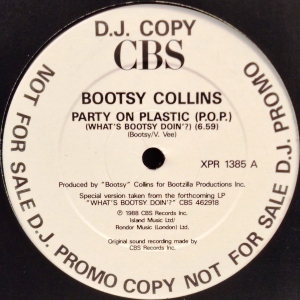 D.J. COPY
CBS
BOOTSY COLLINS
PARTY ON PLASTIC (P.O.P.)
(WHAT'S BOOTSY DOIN'?) (6.59)
(Bootsy/V. Vee)
XPR 1385 A
Produced by "Bootsy" Collins for Bootzilla Productions Inc.
Special version taken from the forthcoming LP
"WHAT'S BOOTSY DOIN'?" CBS 462918
℗ 1988 CBS Records Inc.
Island Music Ltd/
Rondor Music (London) Ltd.
Original sound recording made by
CBS Records Inc.
NOT FOR SALE D.J. PROMO COPY NOT FOR SALE D.J. PROMO